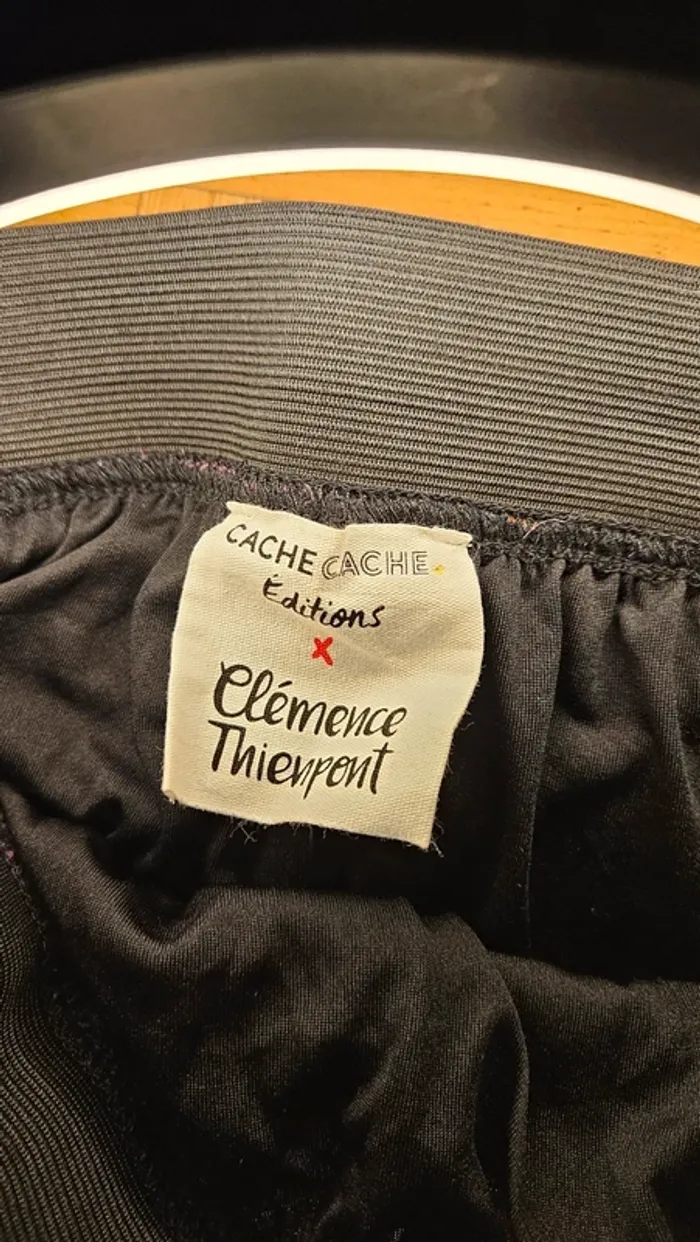 CACHE CACHE
Éditions
x
Clémence
Thienpont